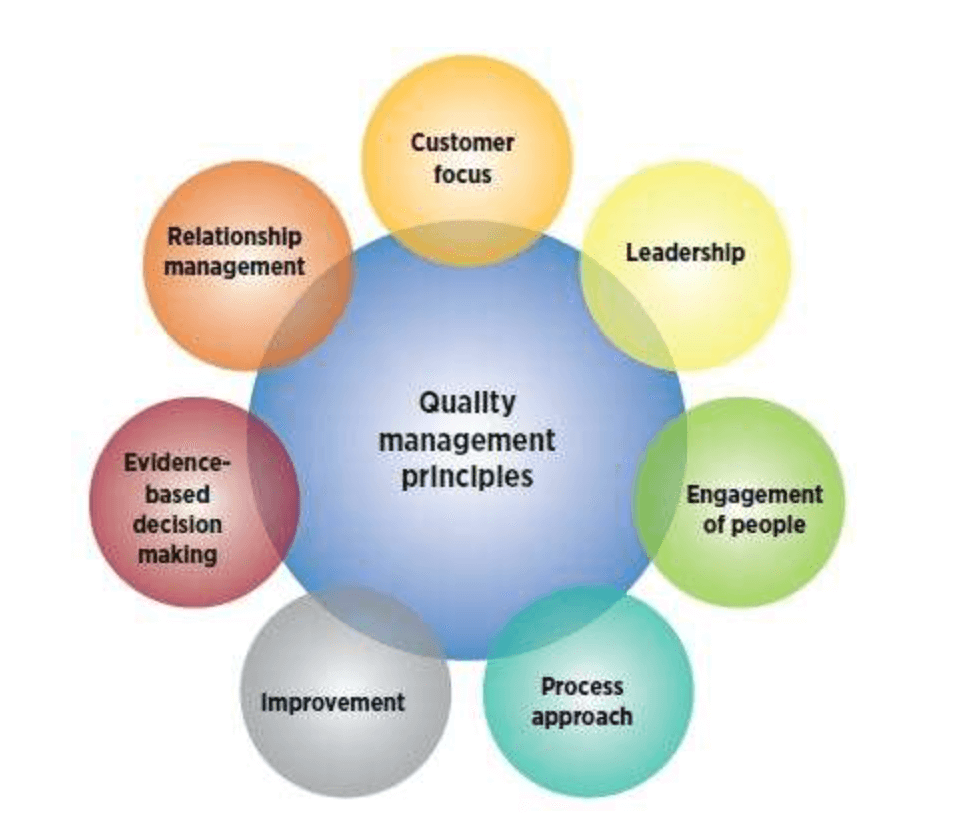 Customer
focus
Leadership
Engagement
of people
Process
approach
Improvement
Evidence-
based
decision
making
Relationship
management
Quality
management
principles